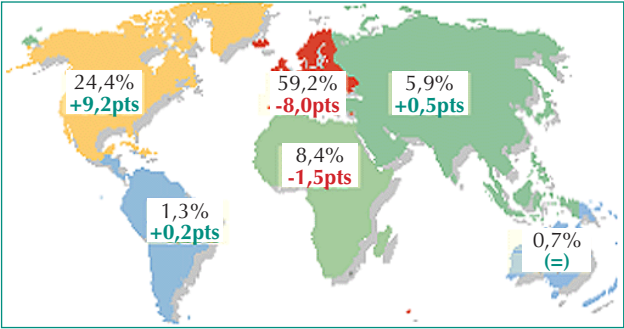 24,4%
+9,2pts
59,2%
-8,0pts
5,9%
+0,5pts
8,4%
-1,5pts
1,3%
+0,2pts
0,7%
(=)